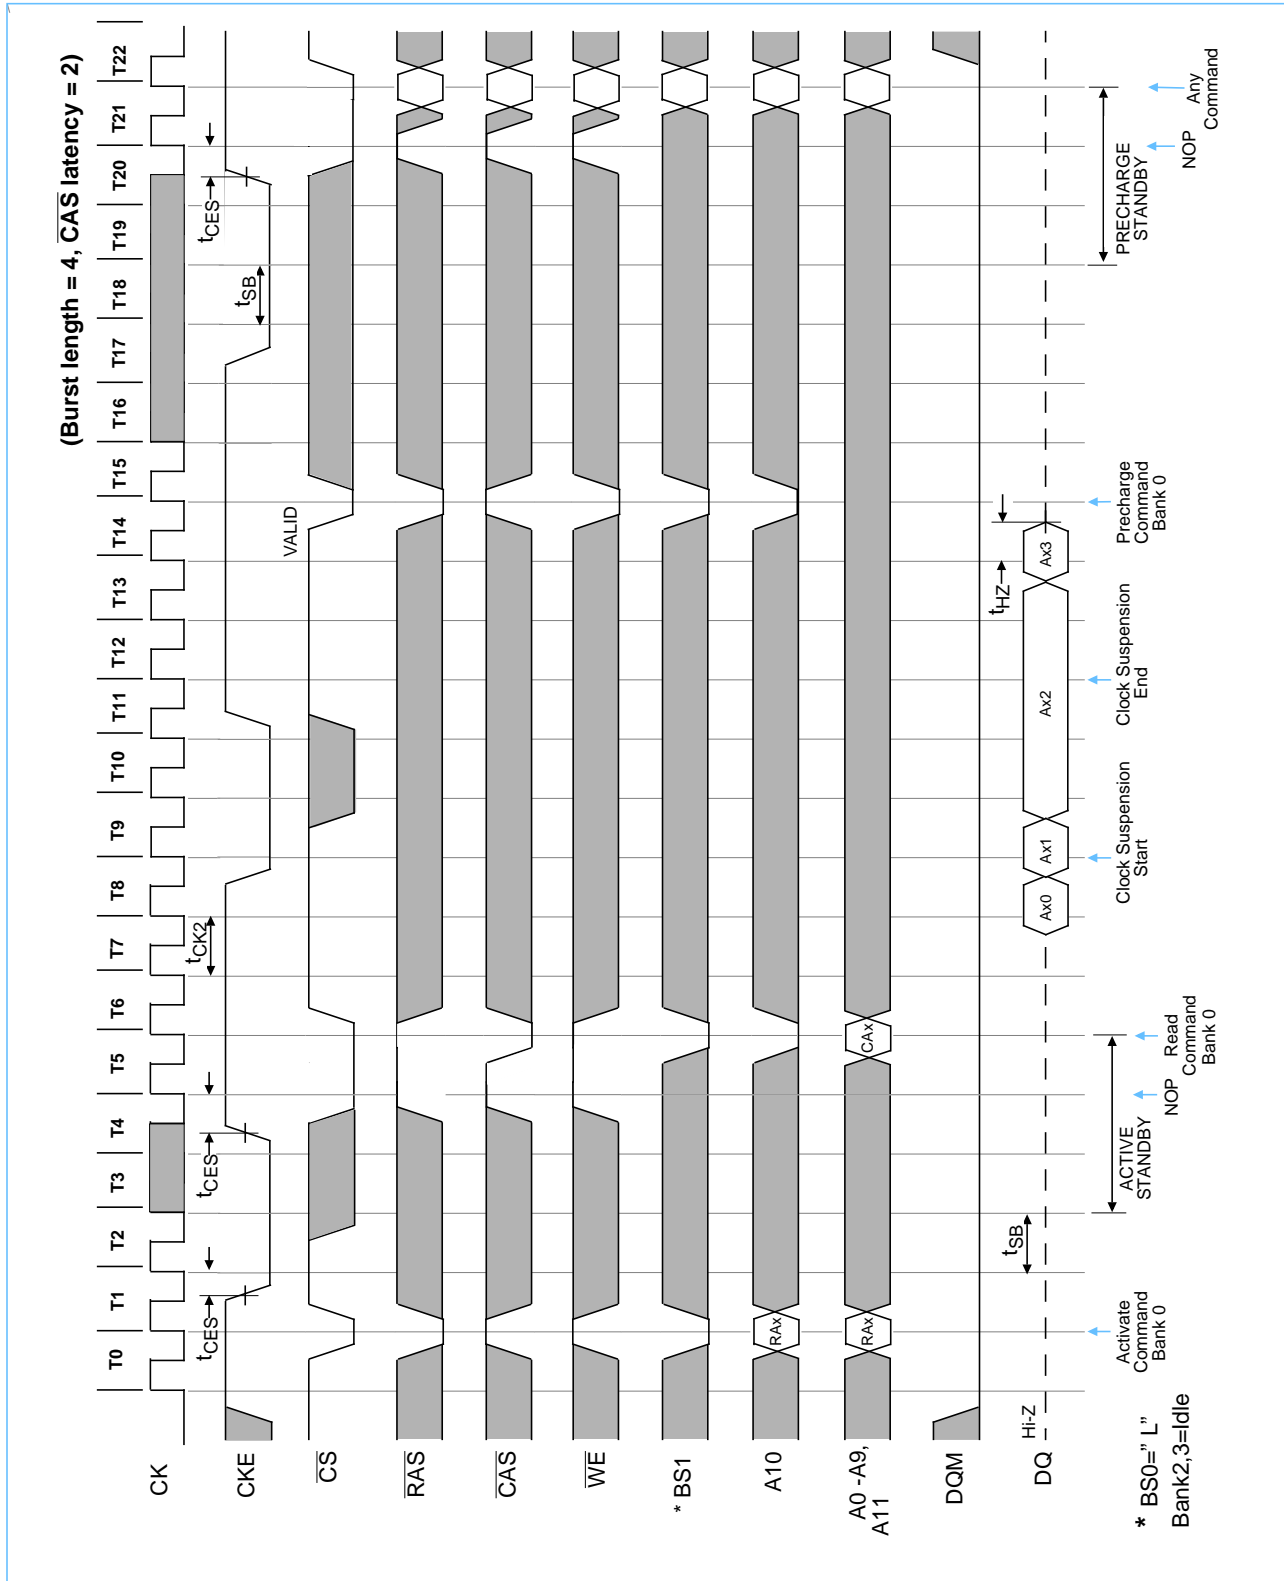 (Burst length = 4, CAS latency = 2)
T0 T1 T2 T3 T4 T5 T6 T7 T8 T9 T10 T11 T12 T13 T14 T15 T16 T17 T18 T19 T20 T21 T22
CK
tCES
tCES
tCES
tCK2
tCES
CKE
tSB
CS
VALID
RAS
CAS
WE
* BS1
A10
RAx
A0 -A9,
A11
RAx
CAx
DQM
DQ
Hi-Z
tSB
Ax0
Ax1
Ax2
Ax3
tHZ
ACTIVE
STANDBY
PRECHARGE
STANDBY
Activate
Command
Bank 0
NOP
Read
Command
Bank 0
Clock Suspension
Start
Clock Suspension
End
Precharge
Command
Bank 0
NOP
Any
Command
* BS0=” L”
Bank2,3=Idle